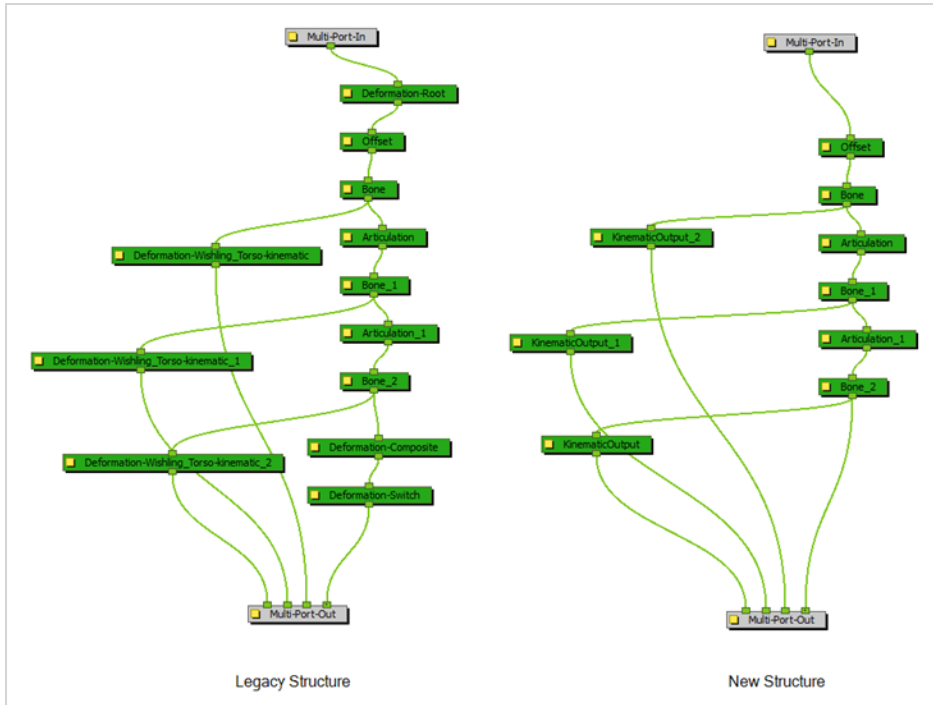 Multi-Port-In
Deformation-Root
Offset
Bone
Articulation
Deformation-Wishling_Torso-kinematic
Bone_1
Articulation_1
Deformation-Wishling_Torso-kinematic_1
Bone_2
Deformation-Composite
Deformation-Wishling_Torso-kinematic_2
Deformation-Switch
Multi-Port-Out
Legacy Structure
Multi-Port-In
Offset
Bone
KinematicOutput_2
Articulation
Bone_1
Articulation_1
KinematicOutput_1
Bone_2
KinematicOutput
Multi-Port-Out
New Structure